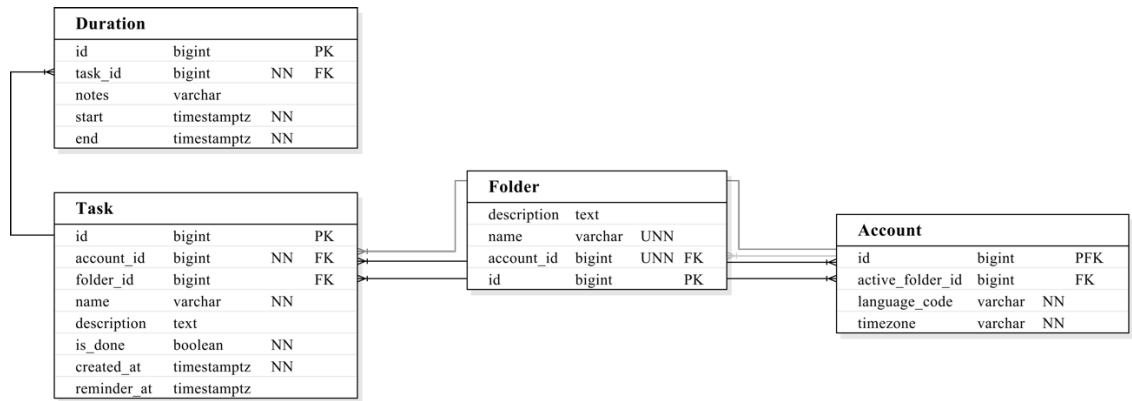 Duration
id bigint PK
task_id bigint NN FK
notes varchar
start timestamptz NN
end timestamptz NN
Task
id bigint PK
account_id bigint NN FK
folder_id bigint FK
name varchar NN
description text
is_done boolean NN
created_at timestamptz NN
reminder_at timestamptz
Folder
description text
name varchar UNN
account_id bigint UNN FK
id bigint PK
Account
id bigint PFK
active_folder_id bigint FK
language_code varchar NN
timezone varchar NN